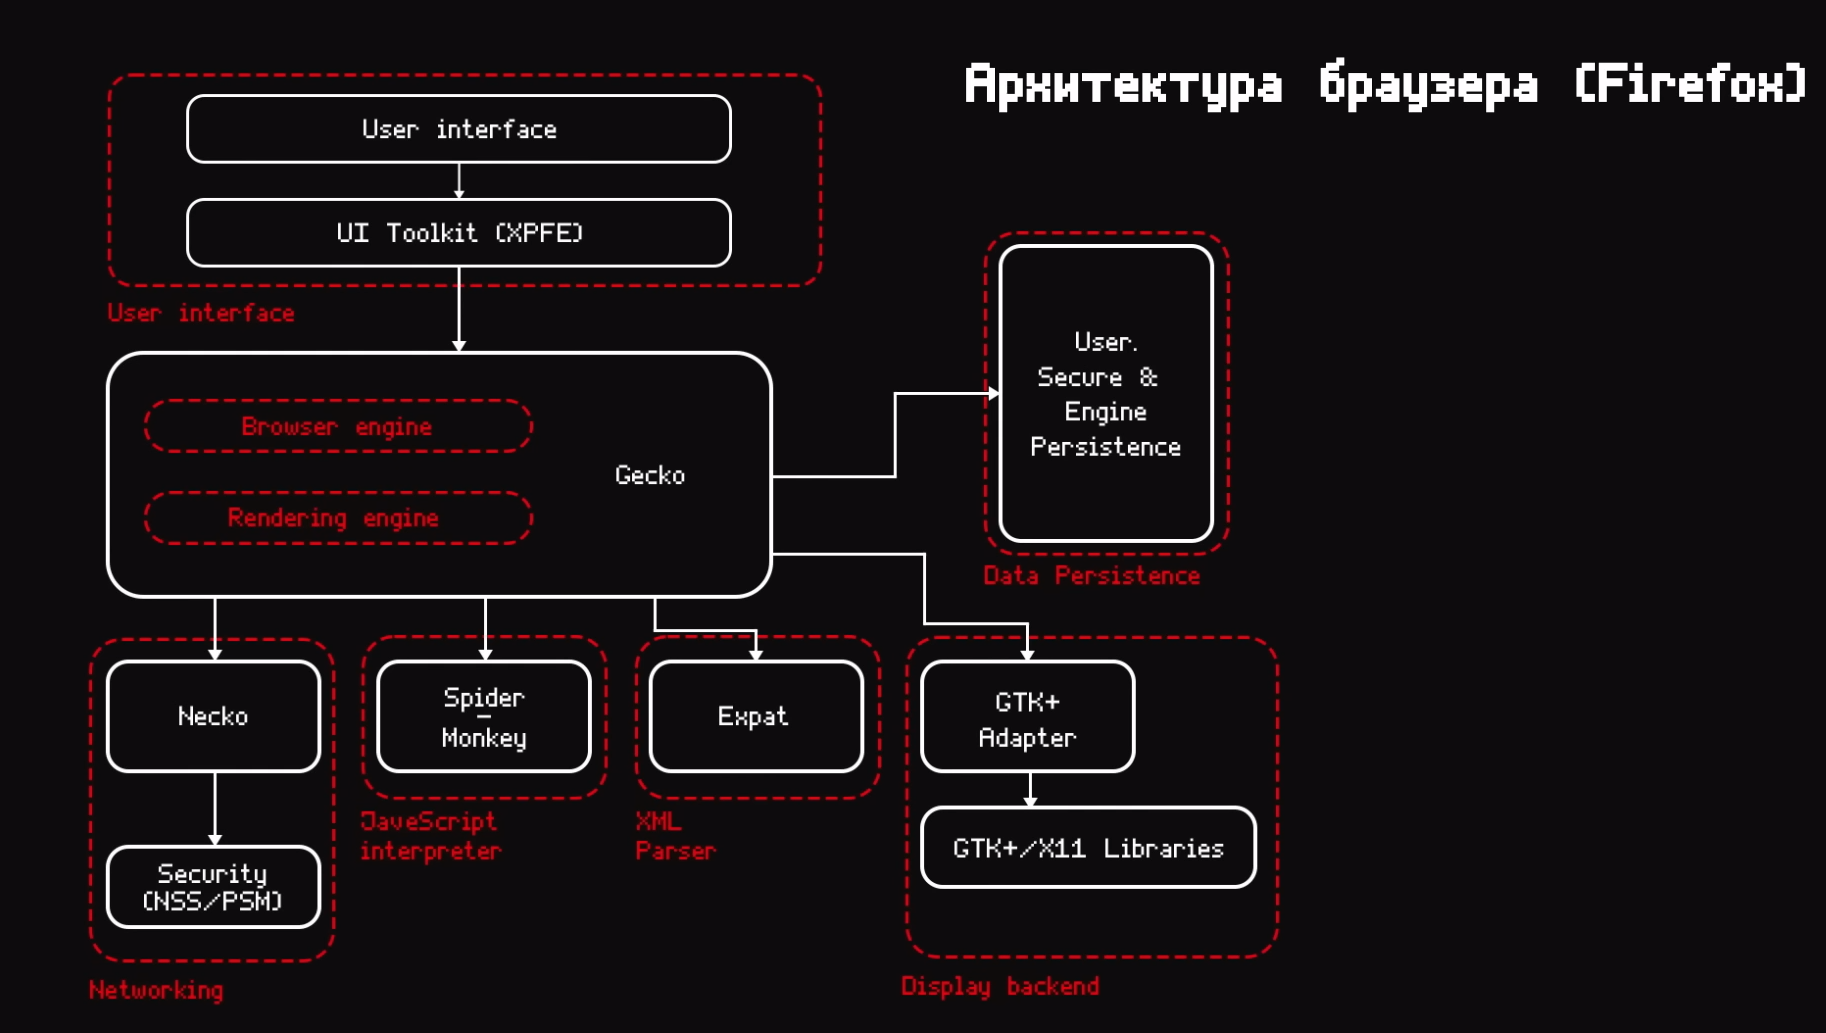 Архитектура браузера (Firefox)
User interface
UI Toolkit (XPFE)
User interface
Browser engine
Rendering engine
Gecko
User.
Secure &
Engine
Persistence
Data Persistence
Necko
Security
(NSS/PSM)
Networking
Spider
-
Monkey
JaveScript
interpreter
Expat
XML
Parser
GTK+
Adapter
GTK+/X11 Libraries
Display backend